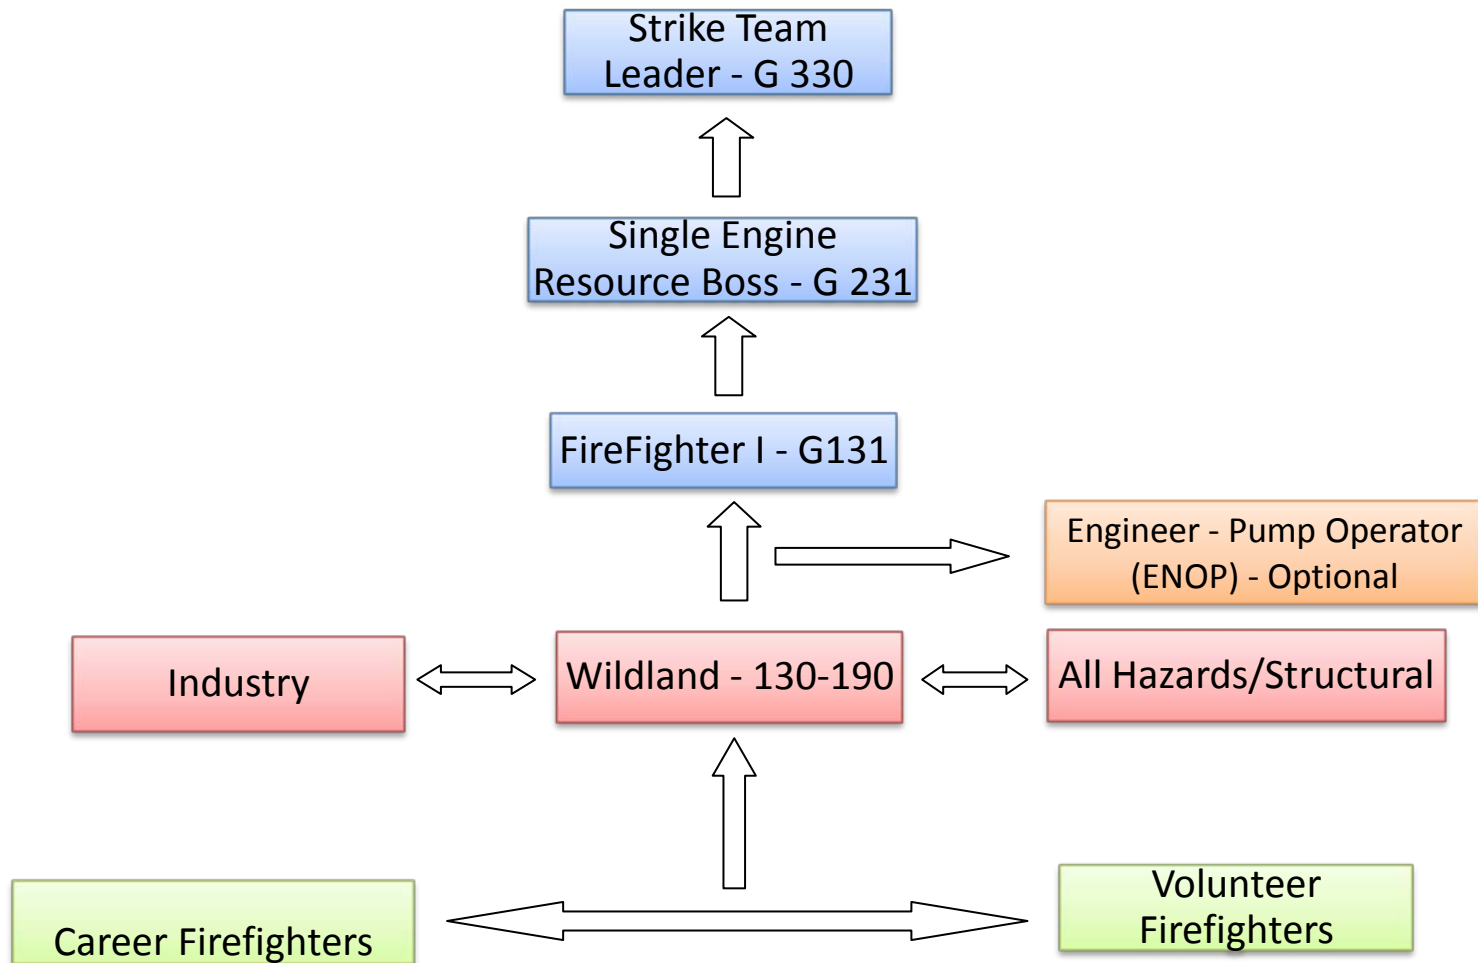 Strike Team
Leader - G 330
Single Engine
Resource Boss - G 231
FireFighter I - G131
Engineer - Pump Operator
(ENOP) - Optional
Industry
Wildland - 130-190
All Hazards/Structural
Career Firefighters
Volunteer
Firefighters